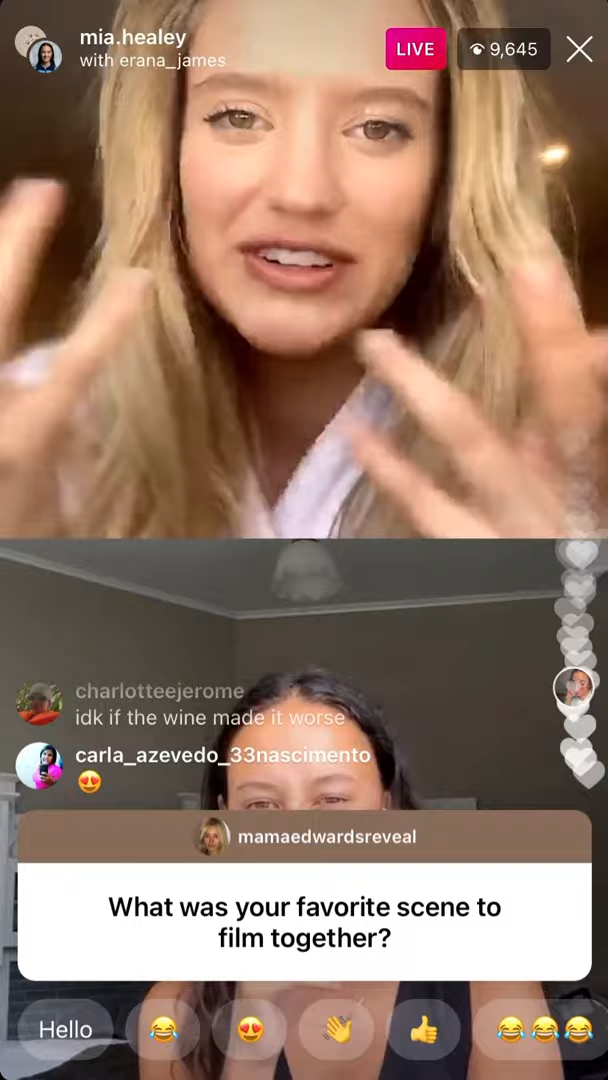 mia.healey
with erana_james
LIVE
9,645
charlotteejerome
idk if the wine made it worse
carla_azevedo_33nascimento
😍
mamaedwardsreveal
What was your favorite scene to
film together?
Hello 😂 😍 👋 👍 😂😂😂